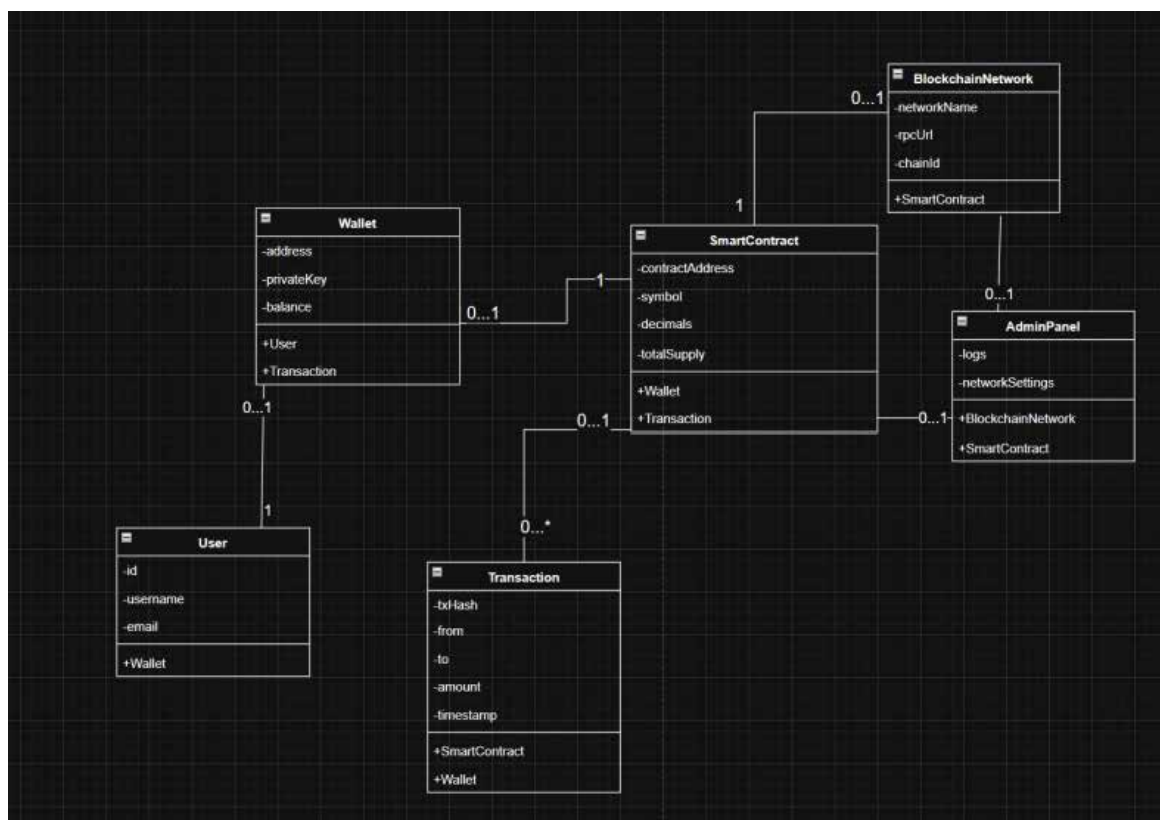 BlockchainNetwork
-networkName
-rpcUrl
-chainId
+SmartContract
0...1
1
Wallet
-address
-privateKey
-balance
+User
+Transaction
0...1
1
SmartContract
-contractAddress
-symbol
-decimals
-totalSupply
+Wallet
+Transaction
0...1
AdminPanel
-logs
-networkSettings
+BlockchainNetwork
+SmartContract
0...1
0...1
0...1
1
User
-id
-username
-email
+Wallet
0...*
Transaction
-txHash
-from
-to
-amount
-timestamp
+SmartContract
+Wallet